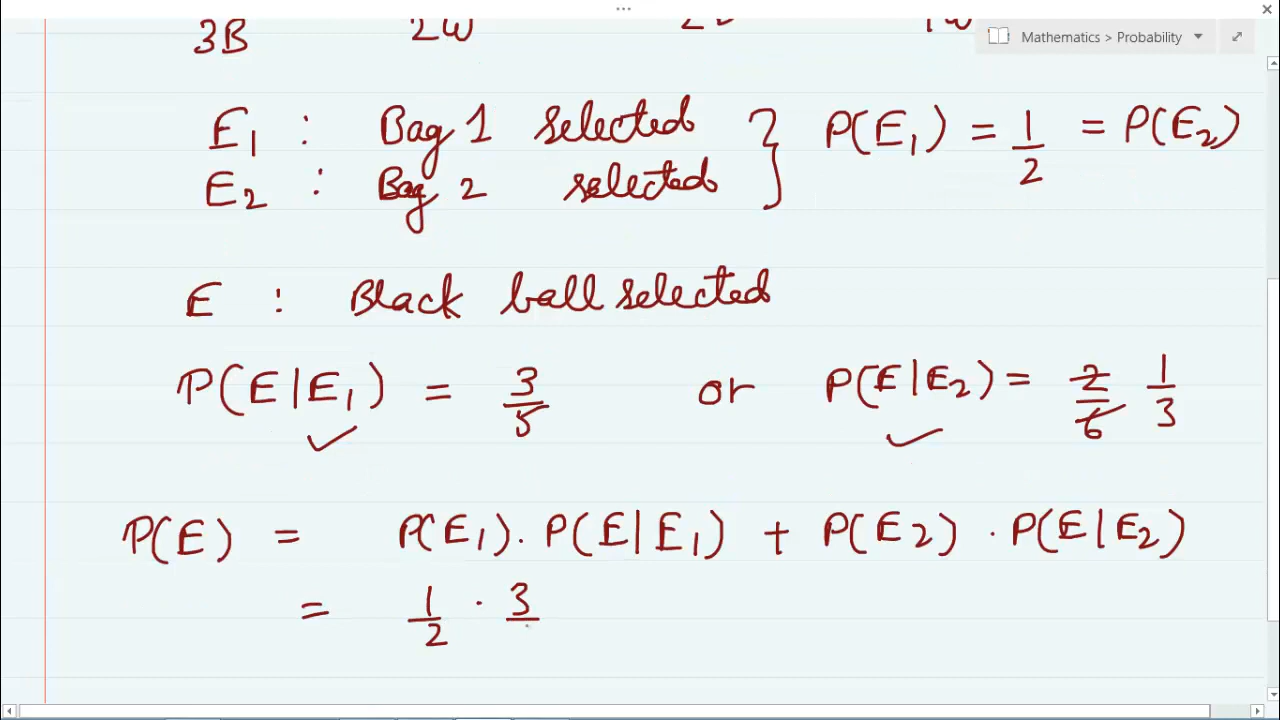 3B 2W
Mathematics > Probability
E1 : Bag 1 selected } P(E1) = 1/2 = P(E2)
E2 : Bag 2 selected
E : Black ball selected
P(E|E1) = 3/5 or P(E|E2) = 2/6 1/3
P(E) = P(E1) . P(E|E1) + P(E2) . P(E|E2)
= 1/2 . 3